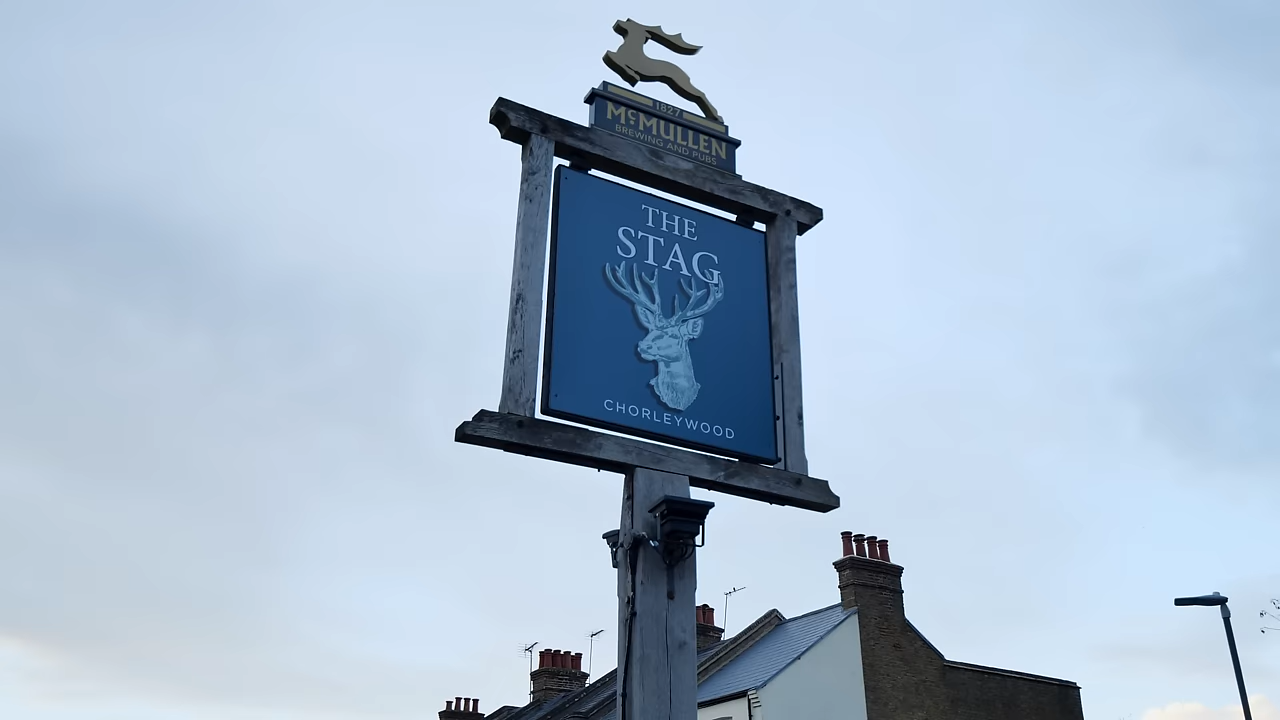 1827
McMULLEN
BREWING AND PUBS
THE
STAG
CHORLEYWOOD